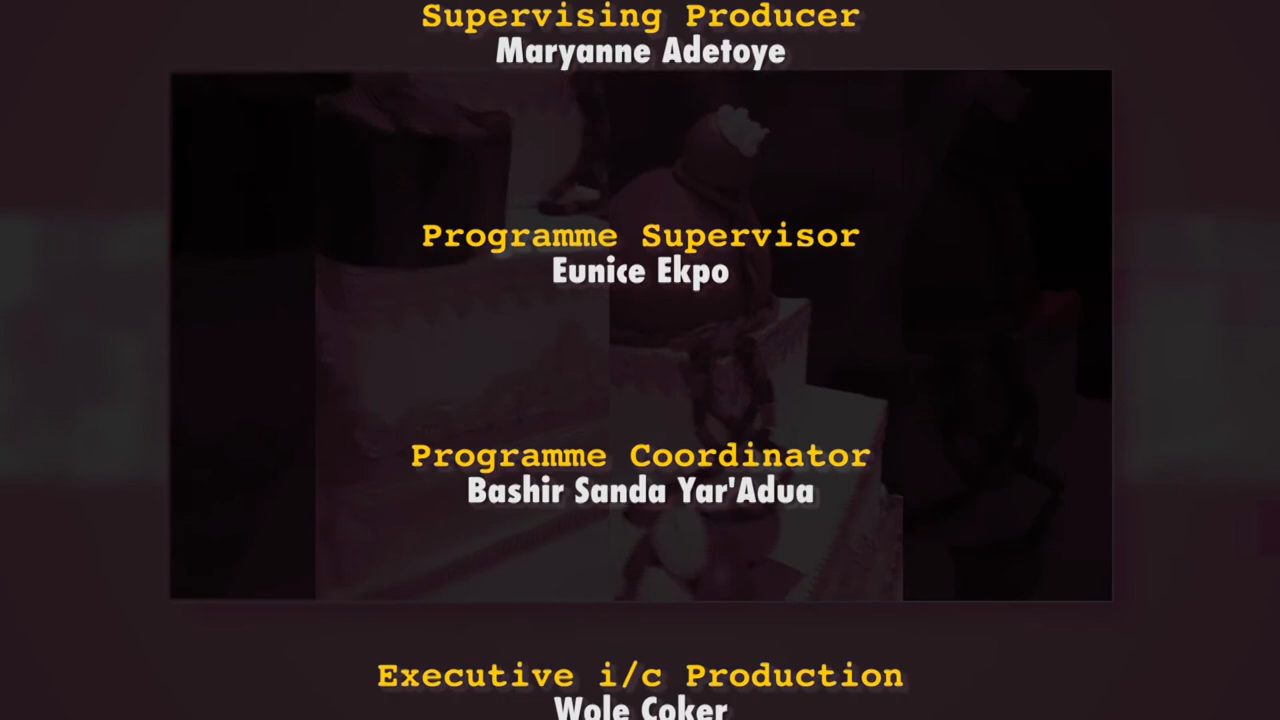 Supervising Producer
Maryanne Adetoye
Programme Supervisor
Eunice Ekpo
Programme Coordinator
Bashir Sanda Yar'Adua
Executive i/c Production
Wole Coker